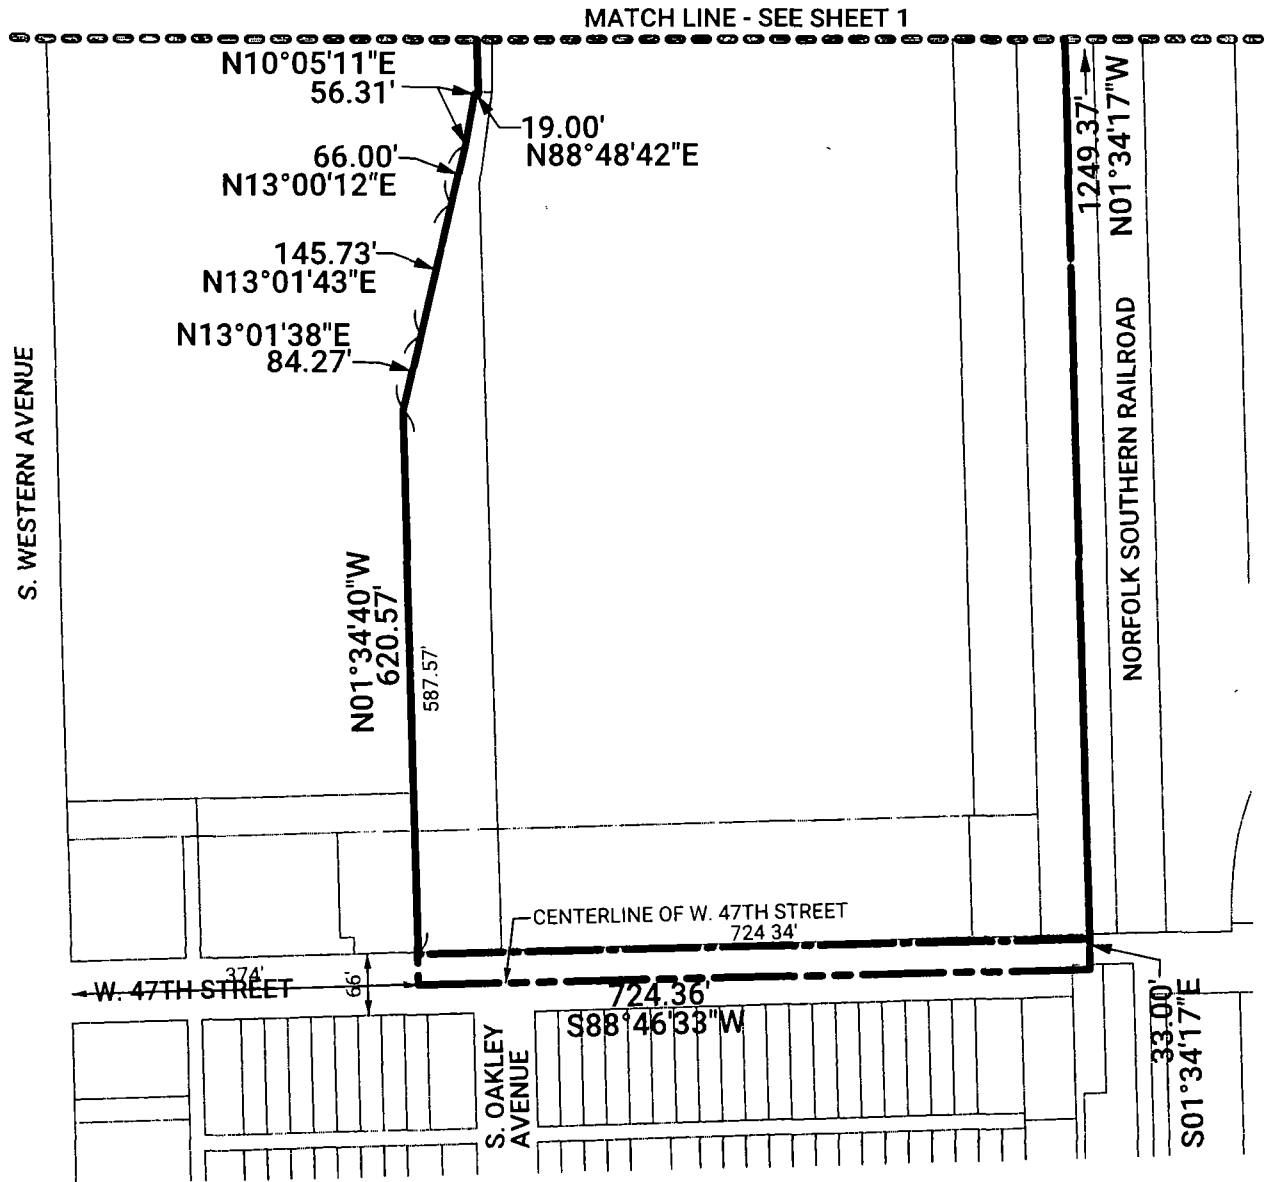 MATCH LINE - SEE SHEET 1
N10°05'11"E
56.31'
19.00'
N88°48'42"E
66.00'
N13°00'12"E
145.73'
N13°01'43"E
N13°01'38"E
84.27'
1249.37'
N01°34'17"W
S. WESTERN AVENUE
NORFOLK SOUTHERN RAILROAD
N01°34'40"W
620.57'
587.57'
CENTERLINE OF W. 47TH STREET
724 34'
374'
W. 47TH STREET
66'
724.36'
S88°46'33"W
33.00'
S01°34'17"E
S. OAKLEY
AVENUE